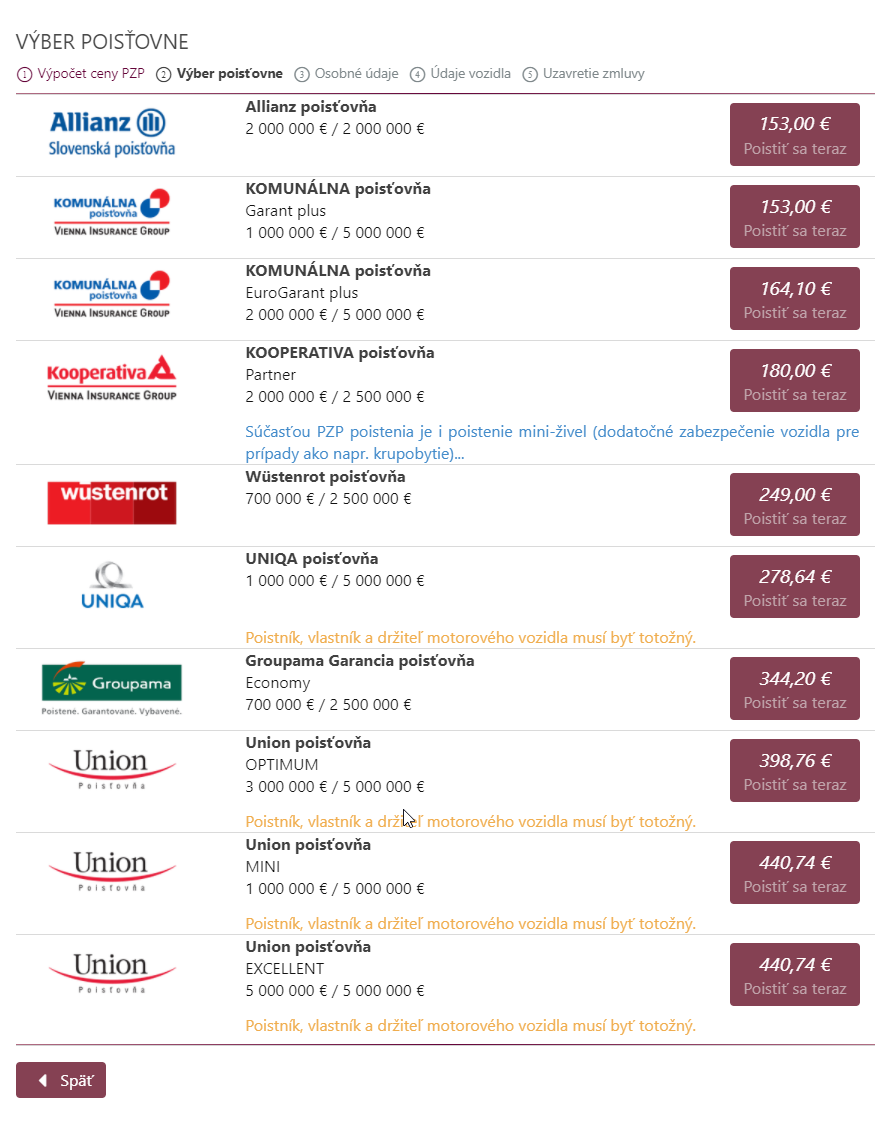 VÝBER POISŤOVNE
1 Výpočet ceny PZP 2 Výber poisťovne 3 Osobné údaje 4 Údaje vozidla 5 Uzavretie zmluvy
Allianz
Slovenská poisťovňa
Allianz poisťovňa
2 000 000 € / 2 000 000 €
153,00 €
Poistiť sa teraz
KOMUNÁLNA
poisťovňa
VIENNA INSURANCE GROUP
KOMUNÁLNA poisťovňa
Garant plus
1 000 000 € / 5 000 000 €
153,00 €
Poistiť sa teraz
KOMUNÁLNA
poisťovňa
VIENNA INSURANCE GROUP
KOMUNÁLNA poisťovňa
EuroGarant plus
2 000 000 € / 5 000 000 €
164,10 €
Poistiť sa teraz
Kooperativa
VIENNA INSURANCE GROUP
KOOPERATIVA poisťovňa
Partner
2 000 000 € / 2 500 000 €
180,00 €
Poistiť sa teraz
Súčasťou PZP poistenia je i poistenie mini-živel (dodatočné zabezpečenie vozidla pre
prípady ako napr. krupobytie)...
wüstenrot
Wüstenrot poisťovňa
700 000 € / 2 500 000 €
249,00 €
Poistiť sa teraz
UNIQA
UNIQA poisťovňa
1 000 000 € / 5 000 000 €
278,64 €
Poistiť sa teraz
Poistník, vlastník a držiteľ motorového vozidla musí byť totožný.
Groupama
Poistené. Garantované. Vybavené.
Groupama Garancia poisťovňa
Economy
700 000 € / 2 500 000 €
344,20 €
Poistiť sa teraz
Union
Poisťovňa
Union poisťovňa
OPTIMUM
3 000 000 € / 5 000 000 €
398,76 €
Poistiť sa teraz
Poistník, vlastník a držiteľ motorového vozidla musí byť totožný.
Union
Poisťovňa
Union poisťovňa
MINI
1 000 000 € / 5 000 000 €
440,74 €
Poistiť sa teraz
Poistník, vlastník a držiteľ motorového vozidla musí byť totožný.
Union
Poisťovňa
Union poisťovňa
EXCELLENT
5 000 000 € / 5 000 000 €
440,74 €
Poistiť sa teraz
Poistník, vlastník a držiteľ motorového vozidla musí byť totožný.
Späť